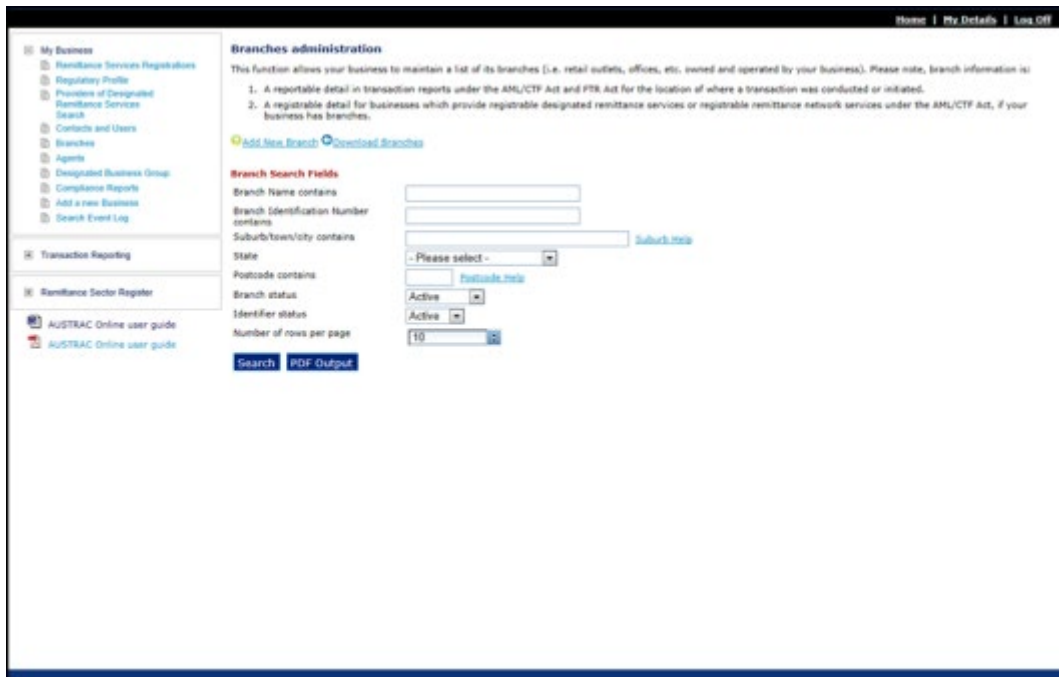 Home | My Details | Log Off
My Business
Remittance Services Registrations
Regulatory Profile
Providers of Designated
Remittance Services
Search
Contacts and Users
Branches
Agents
Designated Business Group
Compliance Reports
Add a new Business
Search Event Log
Transaction Reporting
Remittance Sector Register
AUSTRAC Online user guide
AUSTRAC Online user guide
Branches administration
This function allows your business to maintain a list of its branches (i.e. retail outlets, offices, etc. owned and operated by your business). Please note, branch information is:
1. A reportable detail in transaction reports under the AML/CTF Act and FTR Act for the location of where a transaction was conducted or initiated.
2. A registrable detail for businesses which provide registrable designated remittance services or registrable remittance network services under the AML/CTF Act, if your
business has branches.
Add New Branch Download Branches
Branch Search Fields
Branch Name contains
Branch Identification Number
contains
Suburb/town/city contains Suburb Help
State - Please select -
Postcode contains Postcode Help
Branch status Active
Identifier status Active
Number of rows per page 10
Search PDF Output